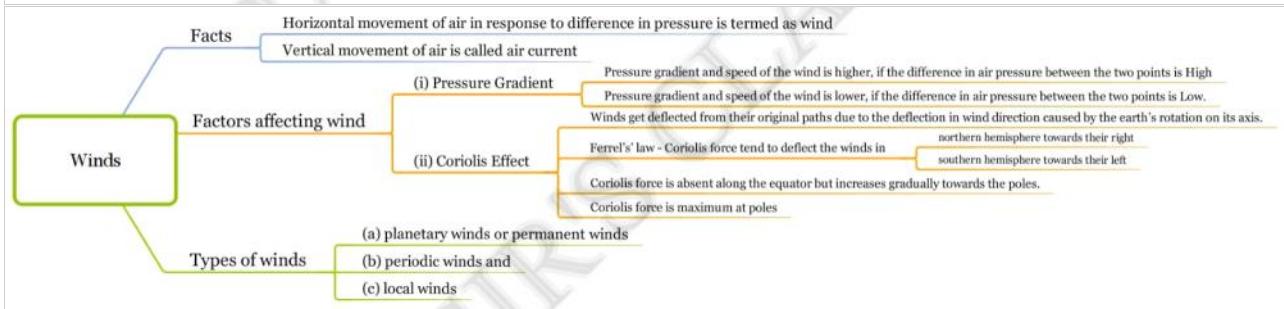 Winds
Facts
Horizontal movement of air in response to difference in pressure is termed as wind
Vertical movement of air is called air current
Factors affecting wind
(i) Pressure Gradient
Pressure gradient and speed of the wind is higher, if the difference in air pressure between the two points is High
Pressure gradient and speed of the wind is lower, if the difference in air pressure between the two points is Low.
(ii) Coriolis Effect
Winds get deflected from their original paths due to the deflection in wind direction caused by the earth's rotation on its axis.
Ferrel's' law - Coriolis force tend to deflect the winds in
northern hemisphere towards their right
southern hemisphere towards their left
Coriolis force is absent along the equator but increases gradually towards the poles.
Coriolis force is maximum at poles
Types of winds
(a) planetary winds or permanent winds
(b) periodic winds and
(c) local winds